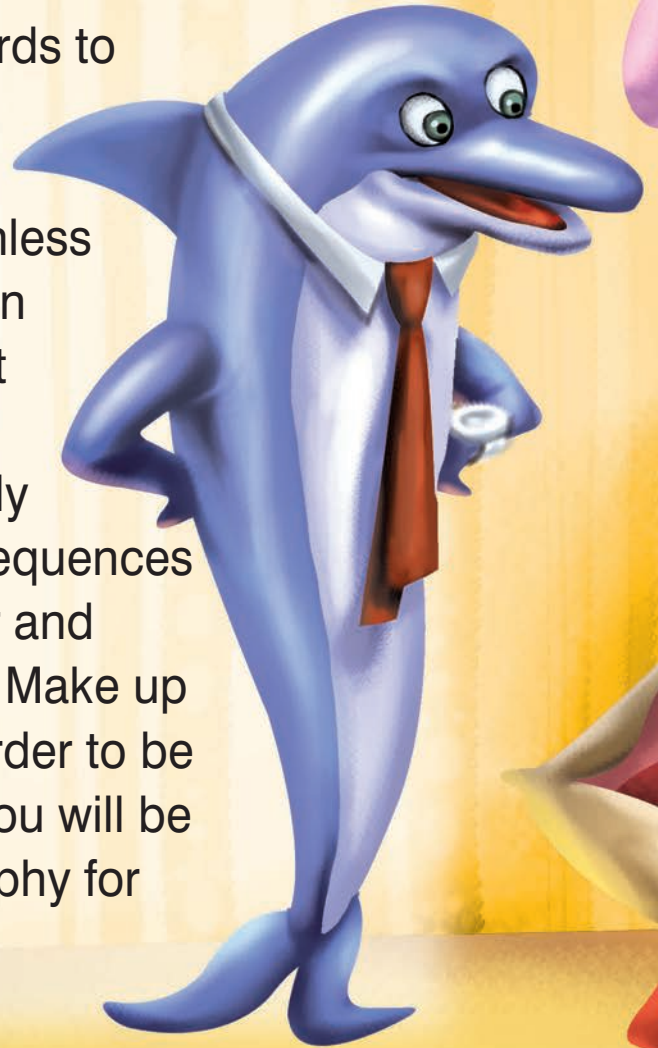 rds to
nless
n
t
ly
equences
and
Make up
rder to be
ou will be
phy for